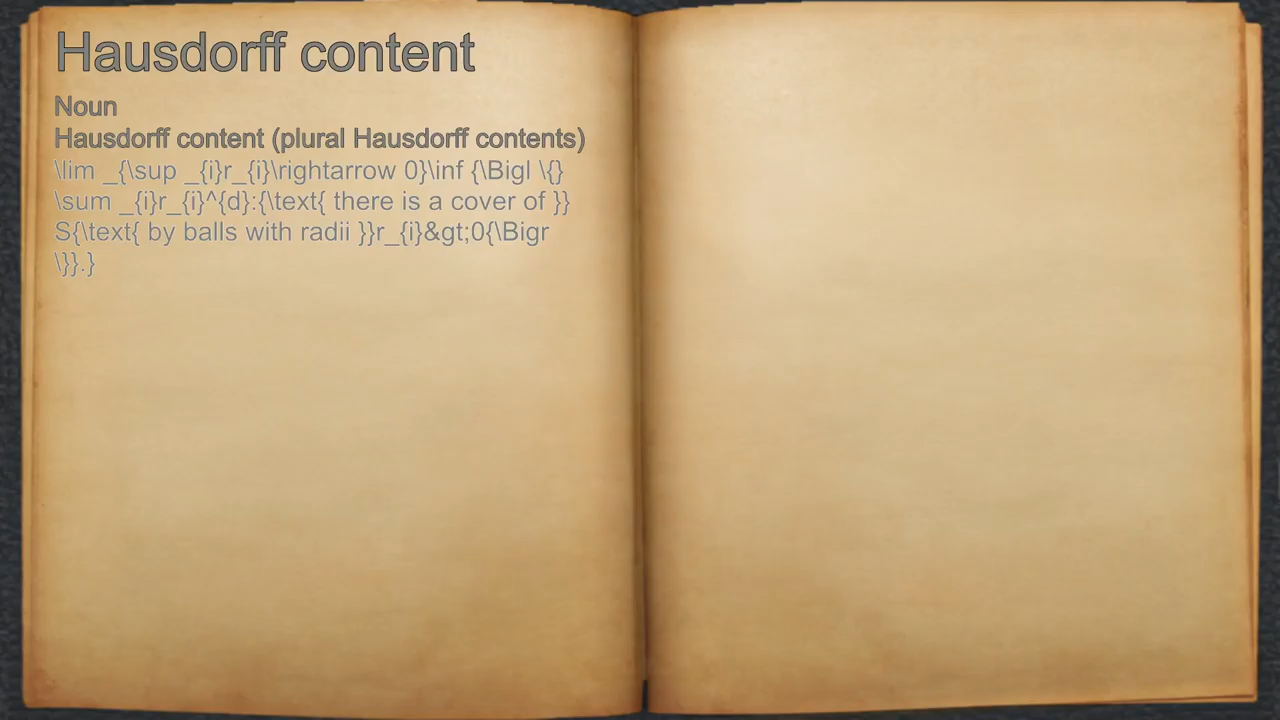 Hausdorff content
Noun
Hausdorff content (plural Hausdorff contents)
\lim _{\sup _{i}r_{i}\rightarrow 0}\inf {\Bigl \{}
\sum _{i}r_{i}^{d}:{\text{ there is a cover of }}
S{\text{ by balls with radii }}r_{i}&gt;0{\Bigr
\}}.}